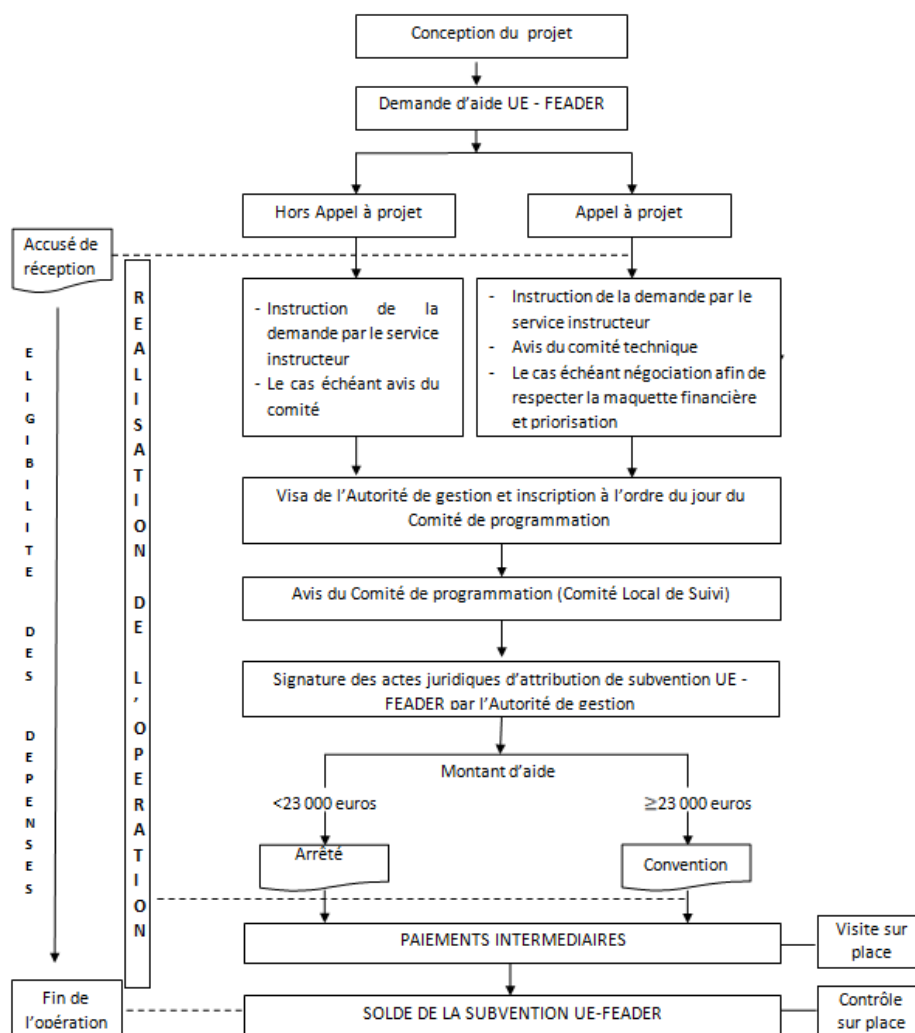 Conception du projet
Demande d'aide UE - FEADER
Hors Appel à projet
Appel à projet
Accusé de
réception
- Instruction de la
demande par le service
instructeur
- Le cas échéant avis du
comité
- Instruction de la demande par le
service instructeur
- Avis du comité technique
- Le cas échéant négociation afin de
respecter la maquette financière
et priorisation
ELIGIBILITE DES DEPENSES
REALISATION DE L'OPERATION
Visa de l'Autorité de gestion et inscription à l'ordre du jour du
Comité de programmation
Avis du Comité de programmation (Comité Local de Suivi)
Signature des actes juridiques d'attribution de subvention UE -
FEADER par l'Autorité de gestion
Montant d'aide
<23 000 euros
≥23 000 euros
Arrêté
Convention
PAIEMENTS INTERMEDIAIRES
Visite sur
place
Fin de
l'opération
SOLDE DE LA SUBVENTION UE-FEADER
Contrôle
sur place